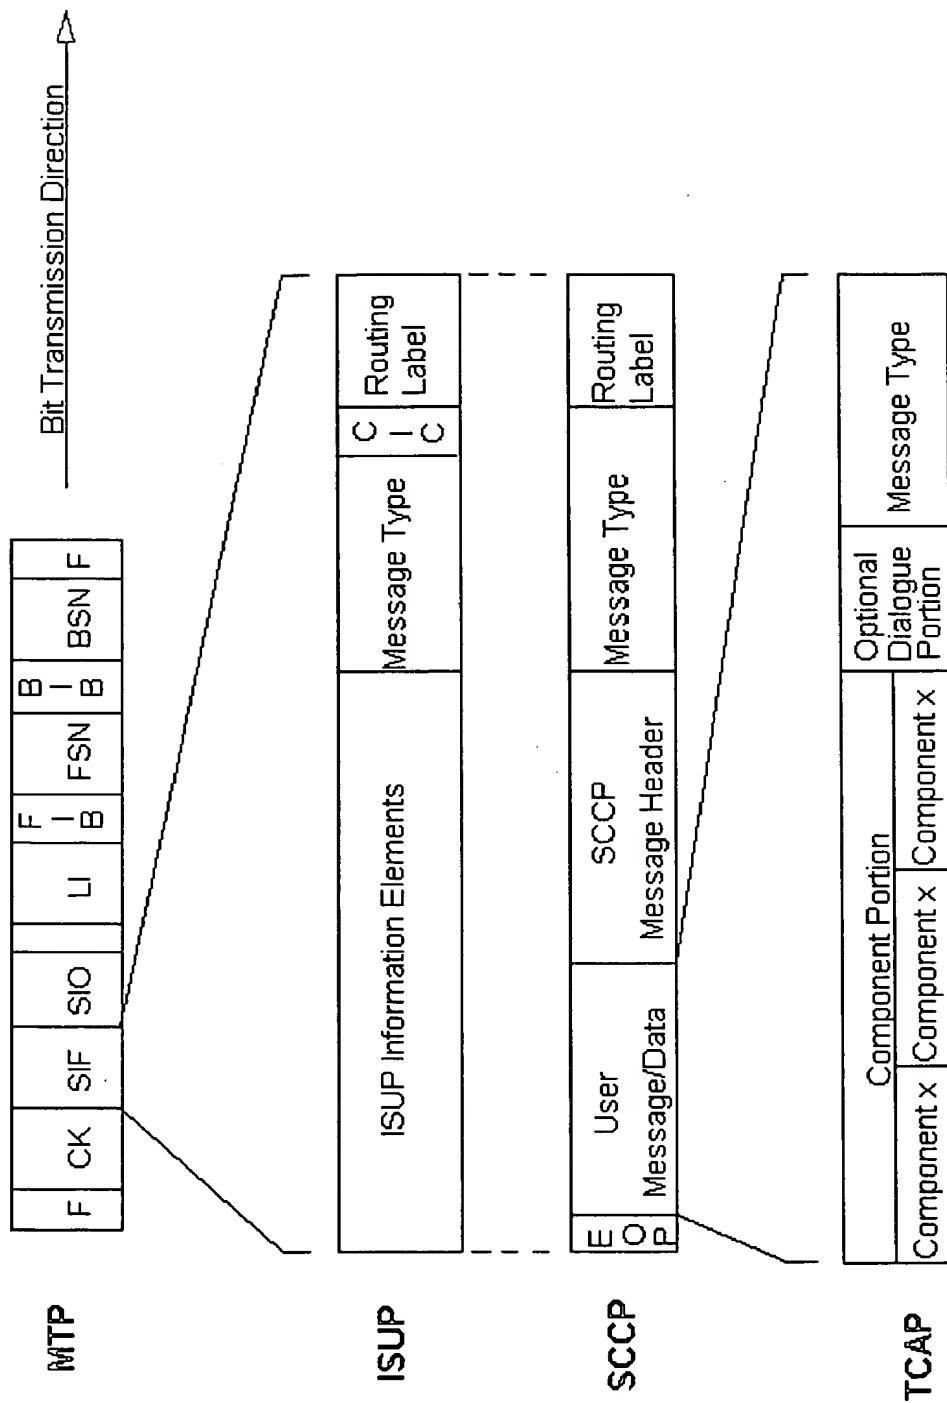 Bit Transmission Direction
MTP
F
CK
SIF
SIO
LI
F
I
B
FSN
B
I
B
BSN
F
ISUP
ISUP Information Elements
Message Type
C
I
C
Routing
Label
SCCP
E
O
P
User
Message/Data
SCCP
Message Header
Message Type
Routing
Label
TCAP
Component Portion
Component x
Component x
Component x
Optional
Dialogue
Portion
Message Type